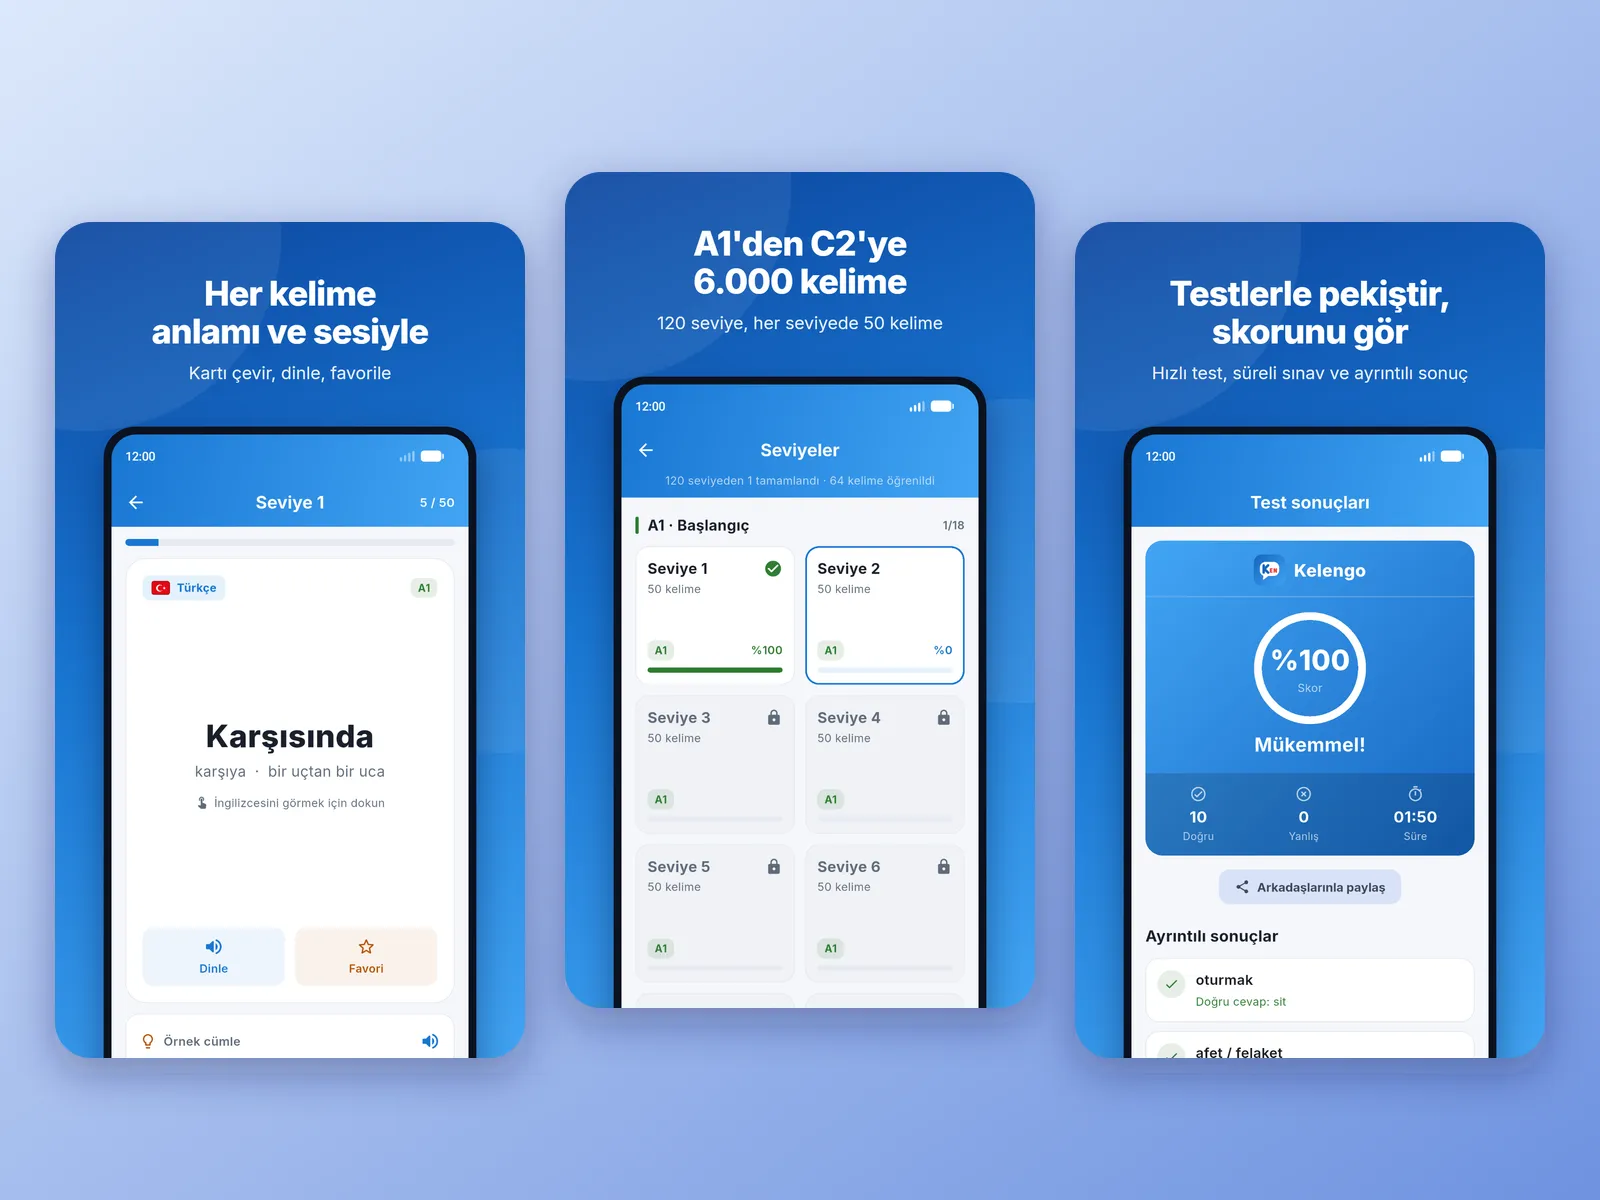 Her kelime
anlamı ve sesiyle
Kartı çevir, dinle, favorile
12:00
Seviye 1
5 / 50
Türkçe
A1
Karşısında
karşıya · bir uçtan bir uca
İngilizcesini görmek için dokun
Dinle
Favori
Örnek cümle
A1'den C2'ye
6.000 kelime
120 seviye, her seviyede 50 kelime
12:00
Seviyeler
120 seviyeden 1 tamamlandı · 64 kelime öğrenildi
A1 · Başlangıç
1/18
Seviye 1
50 kelime
A1
%100
Seviye 2
50 kelime
A1
%0
Seviye 3
50 kelime
A1
Seviye 4
50 kelime
A1
Seviye 5
50 kelime
A1
Seviye 6
50 kelime
A1
Testlerle pekiştir,
skorunu gör
Hızlı test, süreli sınav ve ayrıntılı sonuç
12:00
Test sonuçları
KEN
Kelengo
%100
Skor
Mükemmel!
10
Doğru
0
Yanlış
01:50
Süre
Arkadaşlarınla paylaş
Ayrıntılı sonuçlar
oturmak
Doğru cevap: sit
afet / felaket